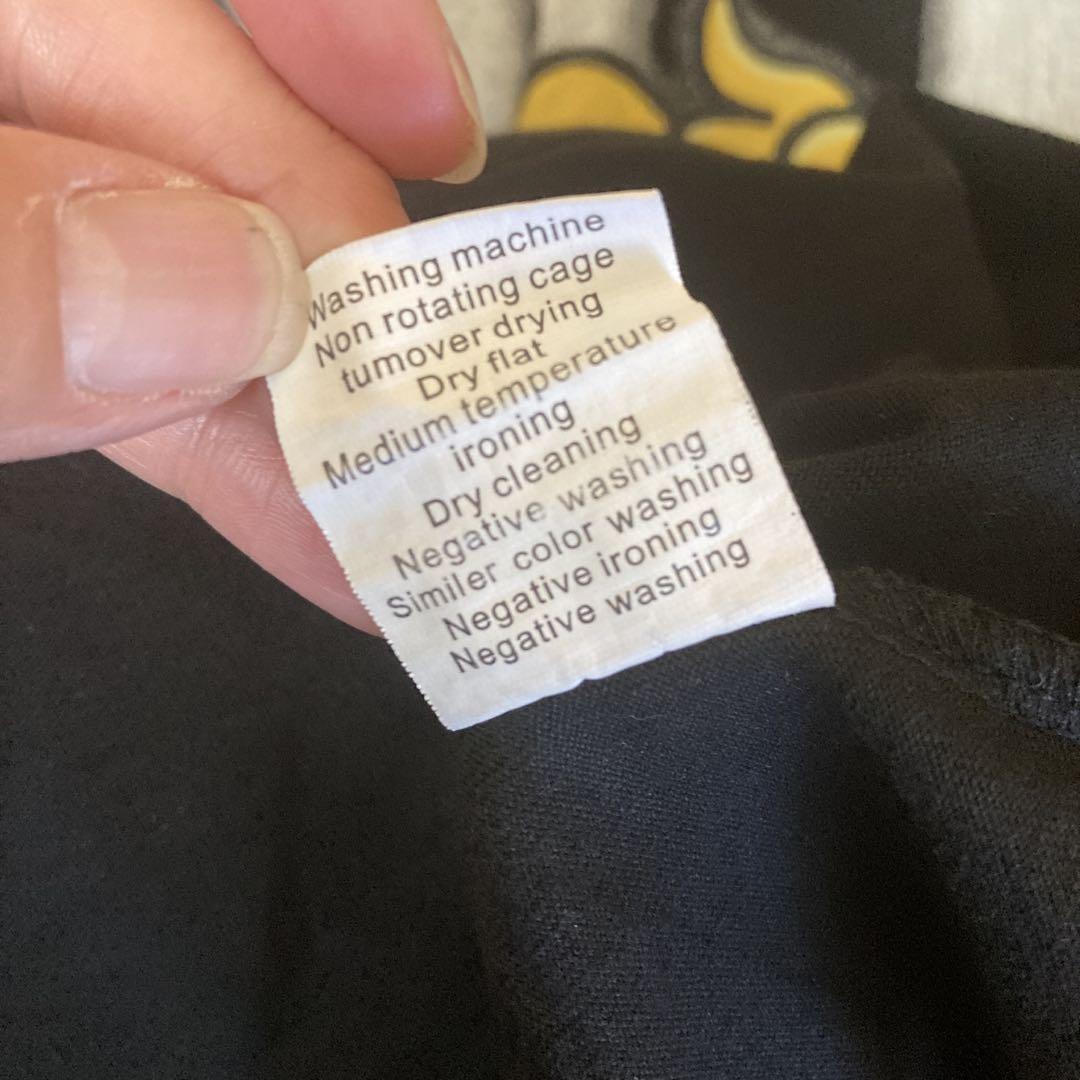 Washing machine
Non rotating cage
tumover drying
Dry flat
Medium temperature
ironing
Dry cleaning
Negative washing
Similer color washing
Negative ironing
Negative washing